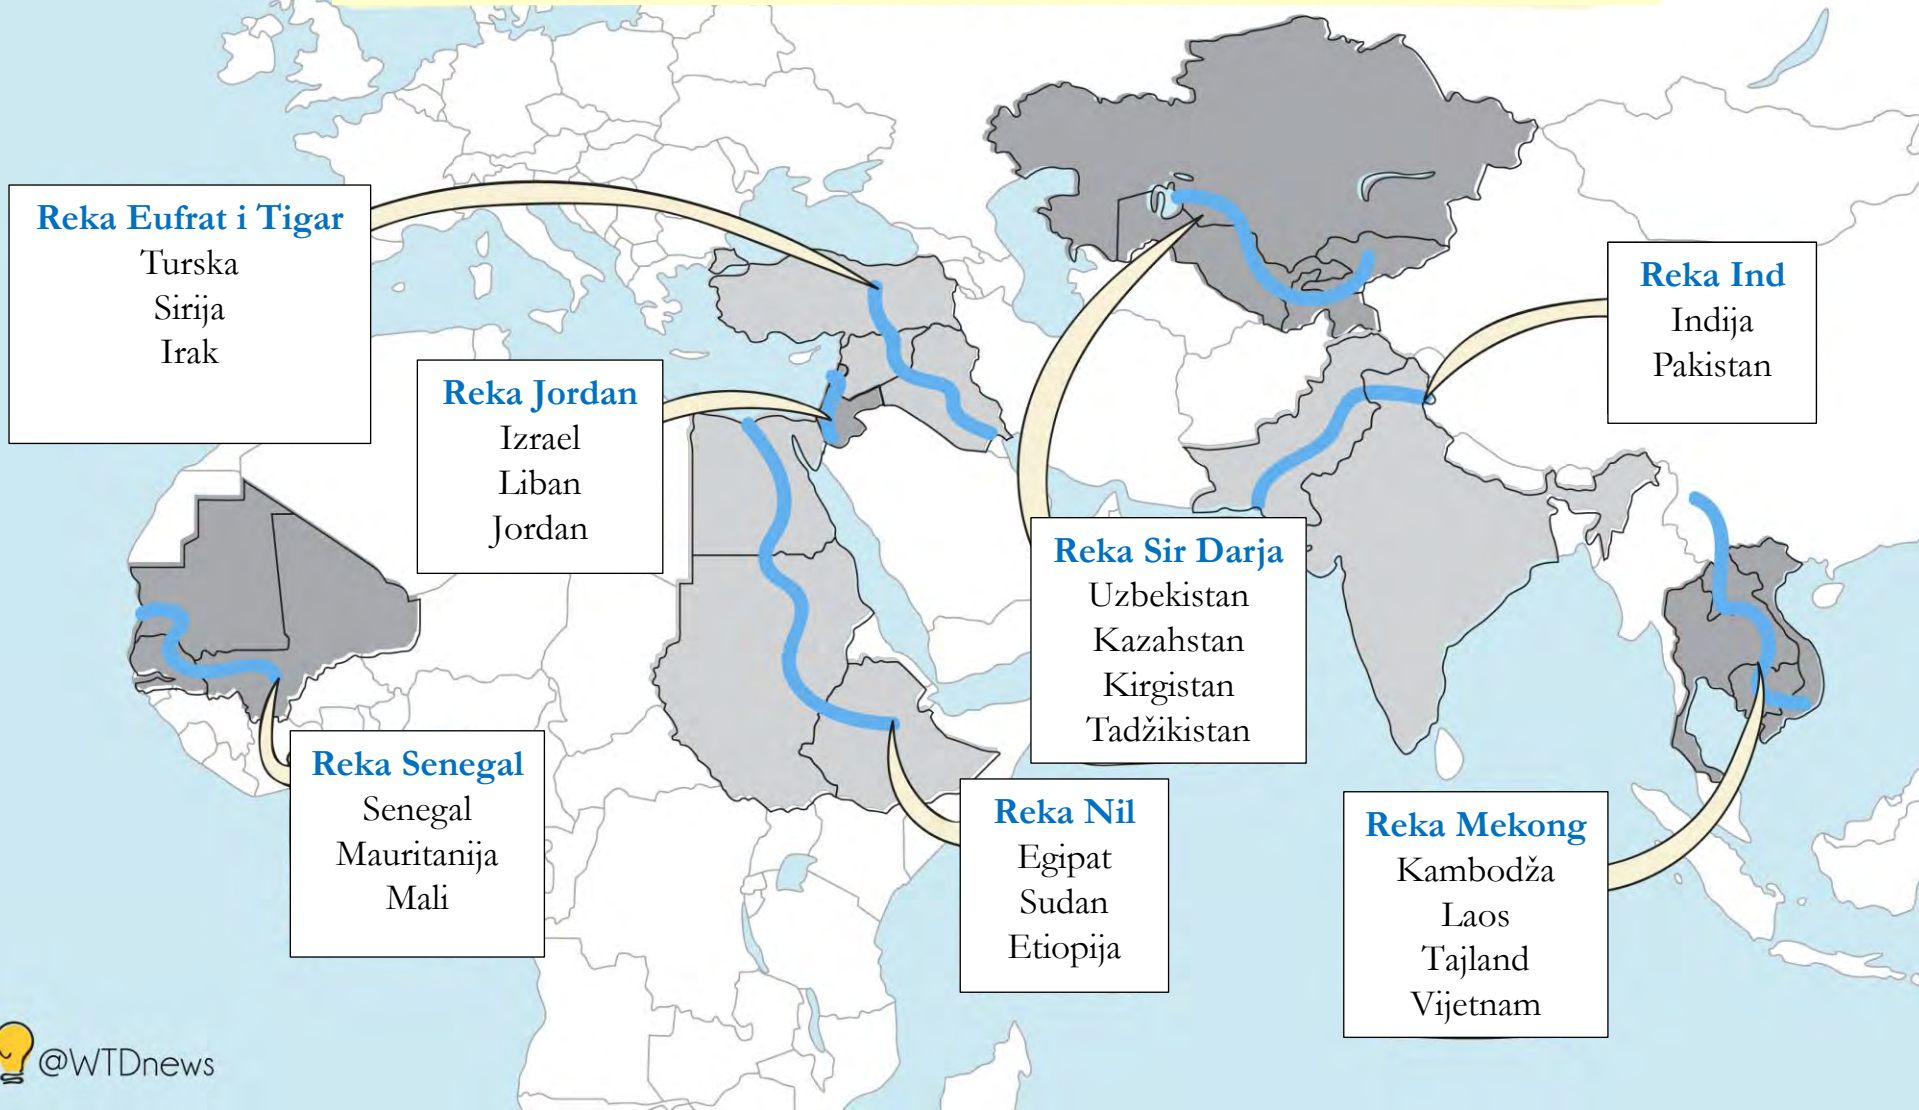 Reka Eufrat i Tigar
Turska
Sirija
Irak
Reka Jordan
Izrael
Liban
Jordan
Reka Ind
Indija
Pakistan
Reka Sir Darja
Uzbekistan
Kazahstan
Kirgistan
Tadžikistan
Reka Senegal
Senegal
Mauritanija
Mali
Reka Nil
Egipat
Sudan
Etiopija
Reka Mekong
Kambodža
Laos
Tajland
Vijetnam
@WTDnews